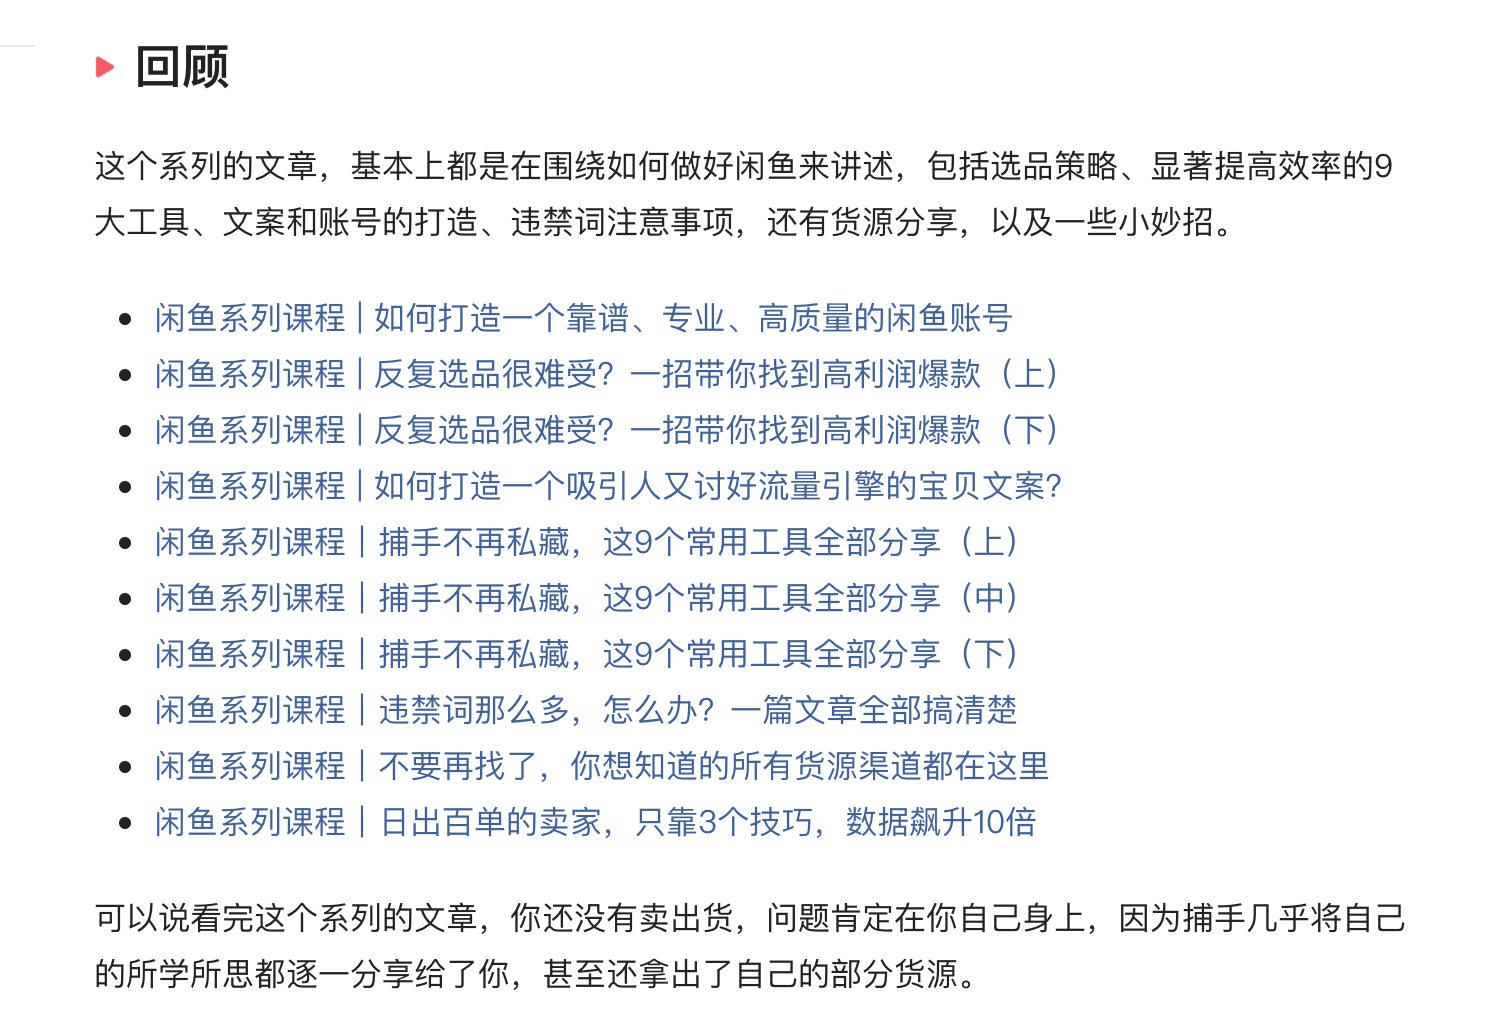 回顾
这个系列的文章，基本上都是在围绕如何做好闲鱼来讲述，包括选品策略、显著提高效率的9
大工具、文案和账号的打造、违禁词注意事项，还有货源分享，以及一些小妙招。
闲鱼系列课程 | 如何打造一个靠谱、专业、高质量的闲鱼账号
闲鱼系列课程 | 反复选品很难受？一招带你找到高利润爆款（上）
闲鱼系列课程 | 反复选品很难受？一招带你找到高利润爆款（下）
闲鱼系列课程 | 如何打造一个吸引人又讨好流量引擎的宝贝文案？
闲鱼系列课程｜捕手不再私藏，这9个常用工具全部分享（上）
闲鱼系列课程｜捕手不再私藏，这9个常用工具全部分享（中）
闲鱼系列课程｜捕手不再私藏，这9个常用工具全部分享（下）
闲鱼系列课程｜违禁词那么多，怎么办？一篇文章全部搞清楚
闲鱼系列课程｜不要再找了，你想知道的所有货源渠道都在这里
闲鱼系列课程｜日出百单的卖家，只靠3个技巧，数据飙升10倍
可以说看完这个系列的文章，你还没有卖出货，问题肯定在你自己身上，因为捕手几乎将自己
的所学所思都逐一分享给了你，甚至还拿出了自己的部分货源。